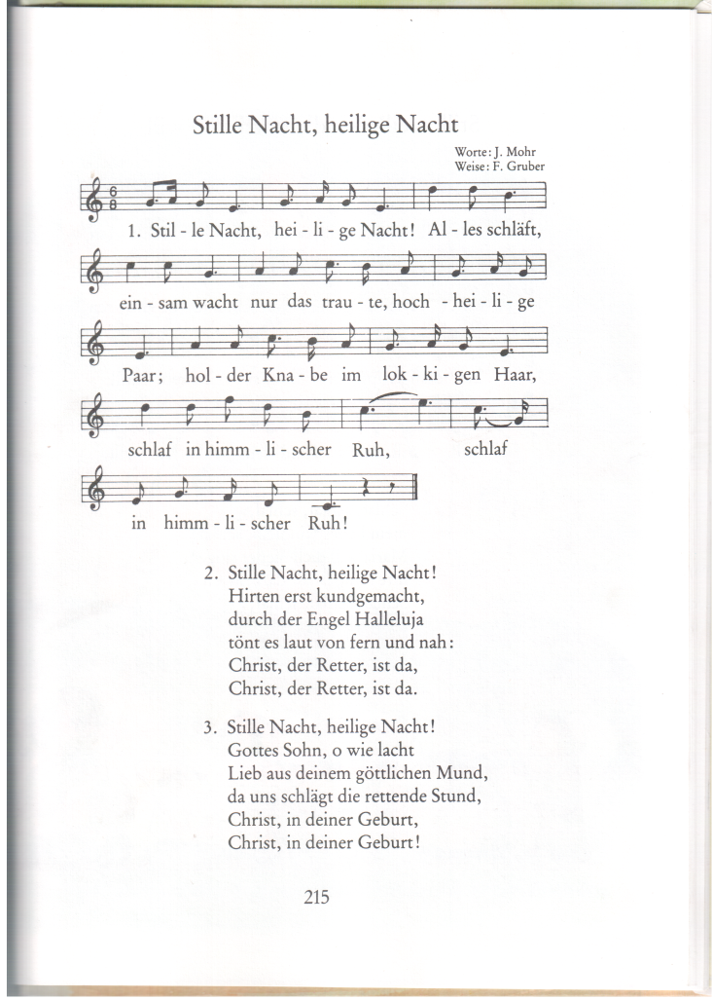 Stille Nacht, heilige Nacht
Worte: J. Mohr
Weise: F. Gruber
6
8
1. Stil - le Nacht, hei - li - ge Nacht! Al - les schläft,
ein - sam wacht nur das trau - te, hoch - hei - li - ge
Paar; hol - der Kna - be im lok - ki - gen Haar,
schlaf in himm - li - scher Ruh, schlaf
in himm - li - scher Ruh!
2. Stille Nacht, heilige Nacht!
Hirten erst kundgemacht,
durch der Engel Halleluja
tönt es laut von fern und nah:
Christ, der Retter, ist da,
Christ, der Retter, ist da.
3. Stille Nacht, heilige Nacht!
Gottes Sohn, o wie lacht
Lieb aus deinem göttlichen Mund,
da uns schlägt die rettende Stund,
Christ, in deiner Geburt,
Christ, in deiner Geburt!
215